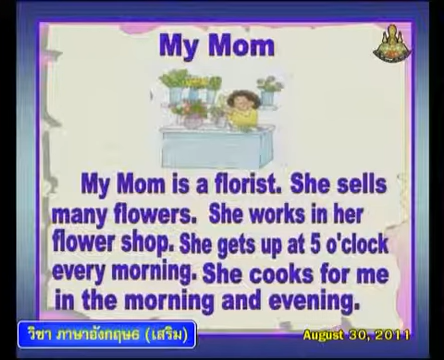 My Mom
My Mom is a florist. She sells
many flowers. She works in her
flower shop. She gets up at 5 o'clock
every morning. She cooks for me
in the morning and evening.
วิชา ภาษาอังกฤษ6 (เสริม)
August 30, 2011